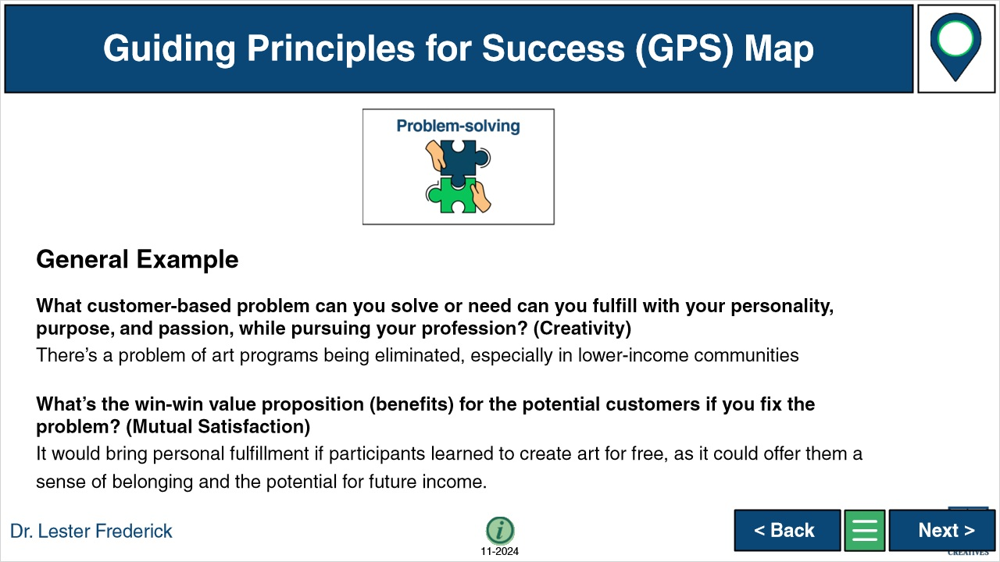 Guiding Principles for Success (GPS) Map
Problem-solving
General Example
What customer-based problem can you solve or need can you fulfill with your personality,
purpose, and passion, while pursuing your profession? (Creativity)
There’s a problem of art programs being eliminated, especially in lower-income communities
What’s the win-win value proposition (benefits) for the potential customers if you fix the
problem? (Mutual Satisfaction)
It would bring personal fulfillment if participants learned to create art for free, as it could offer them a
sense of belonging and the potential for future income.
Dr. Lester Frederick
i
11-2024
< Back
Next >
CREATIVES